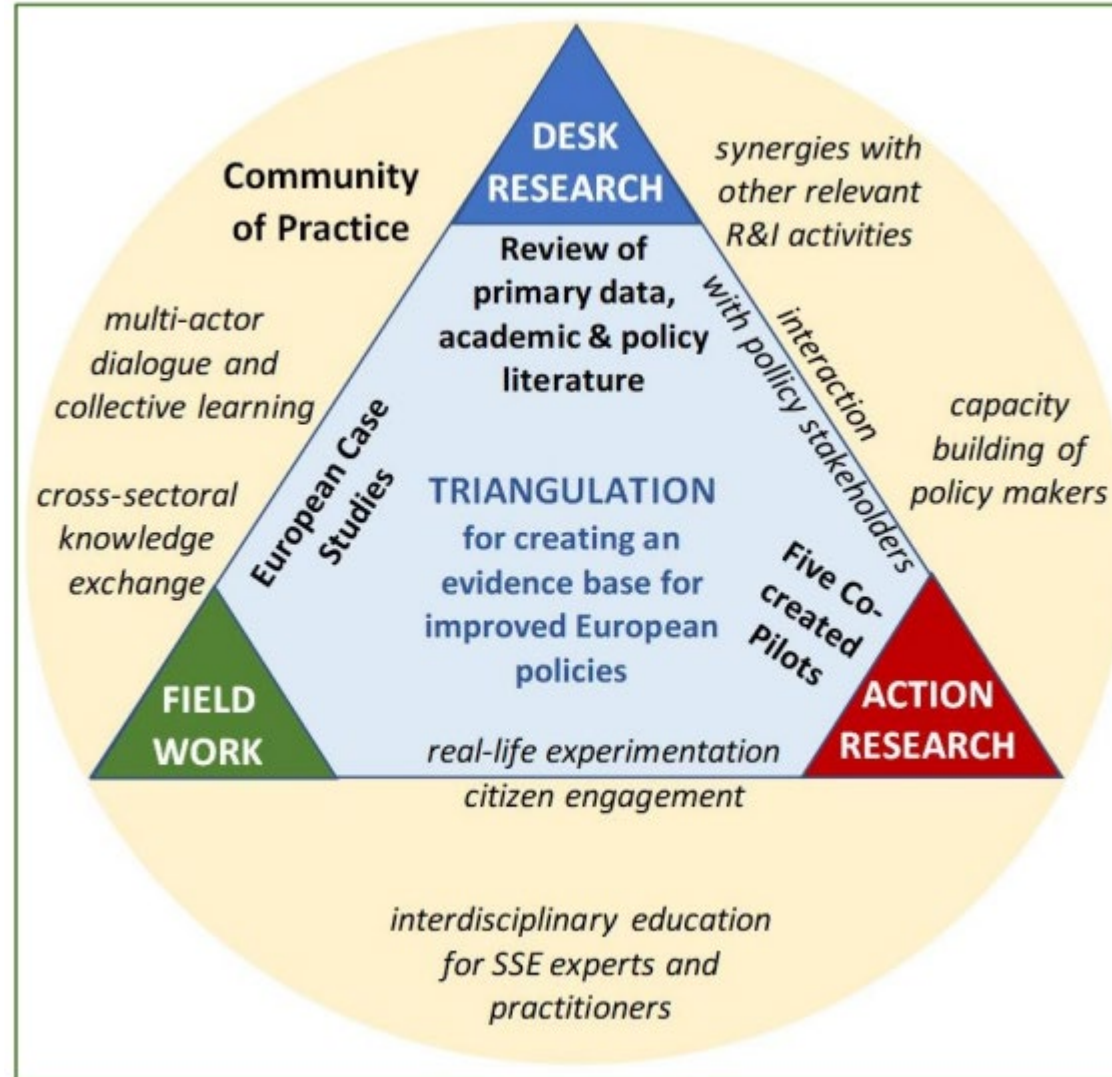 DESK
RESEARCH
Community
of Practice
synergies with
other relevant
R&I activities
Review of
primary data,
academic & policy
literature
multi-actor
dialogue and
collective learning
interaction
with pollicy stakeholders
capacity
building of
policy makers
cross-sectoral
knowledge
exchange
European Case
Studies
TRIANGULATION
for creating an
evidence base for
improved European
policies
Five Co-
created
Pilots
FIELD
WORK
ACTION
RESEARCH
real-life experimentation
citizen engagement
interdisciplinary education
for SSE experts and
practitioners